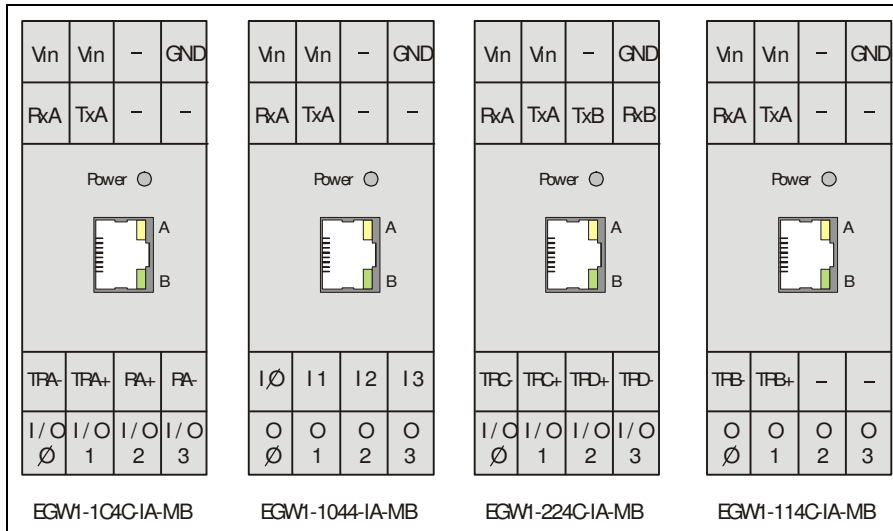 Vin Vin – GND
RxA TxA – –
Power
A
B
TRA- TRA+ RA+ RA-
I/O Ø I/O 1 I/O 2 I/O 3
EGW1-1C4C-IA-MB
Vin Vin – GND
RxA TxA – –
Power
A
B
IØ I1 I2 I3
O Ø O 1 O 2 O 3
EGW1-1044-IA-MB
Vin Vin – GND
RxA TxA TxB RxB
Power
A
B
TRC- TRC+ TRD+ TRD-
I/O Ø I/O 1 I/O 2 I/O 3
EGW1-224C-IA-MB
Vin Vin – GND
RxA TxA – –
Power
A
B
TRB- TRB+ – –
O Ø O 1 O 2 O 3
EGW1-114C-IA-MB